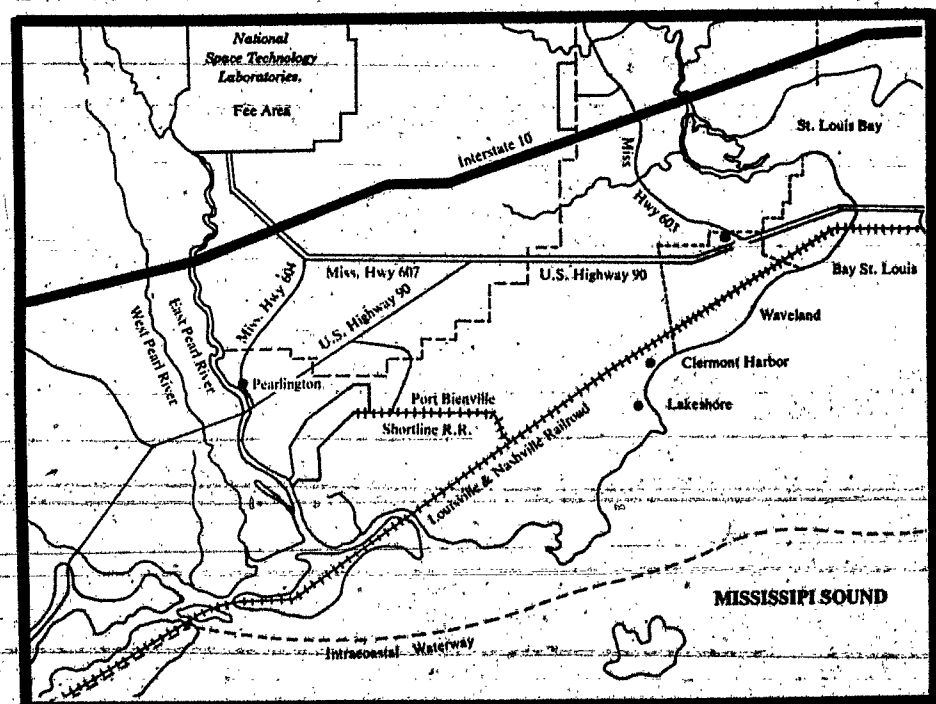 National
Space Technology
Laboratories,
Fee Area
St. Louis Bay
Interstate 10
Miss
Hwy 603
Miss, Hwy 607
U.S. Highway 90
Bay St. Louis
Miss. Hwy 604
U.S. Highway 90
Waveland
East Pearl River
West Pearl River
Clermont Harbor
Pearlington
Port Bienville
Lakeshore
Shortline R.R.
Louisville & Nashville Railroad
MISSISSIPI SOUND
Intracoastal Waterway